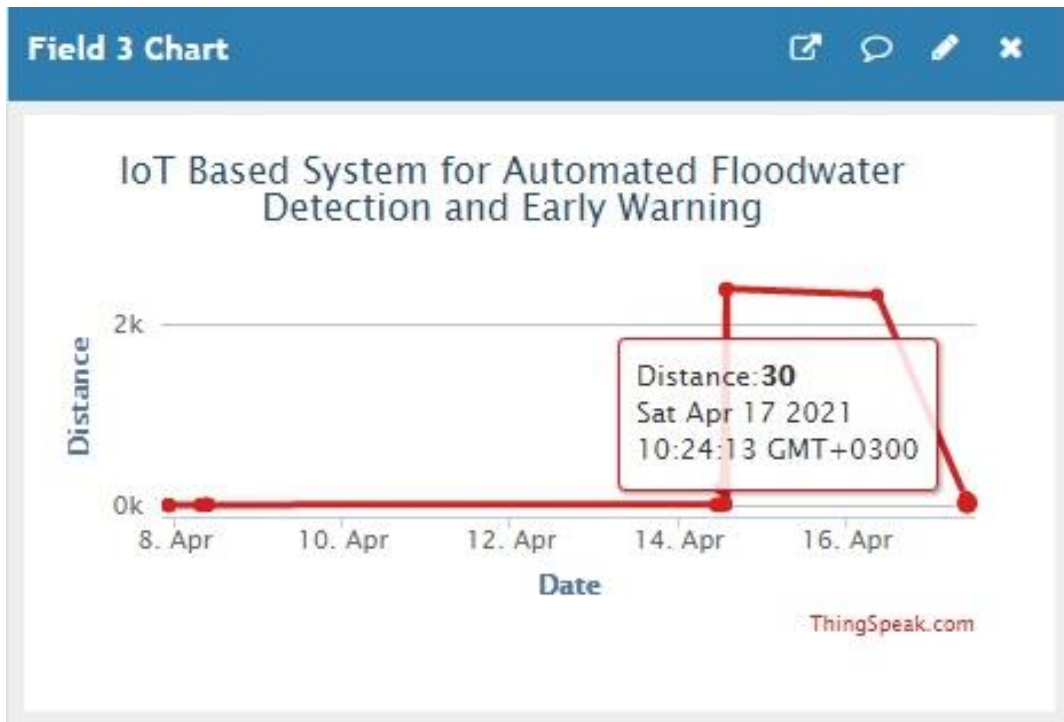 Field 3 Chart
IoT Based System for Automated Floodwater
Detection and Early Warning
2k
Distance
Distance:30
Sat Apr 17 2021
10:24:13 GMT+0300
0k
8. Apr 10. Apr 12. Apr 14. Apr 16. Apr
Date
ThingSpeak.com